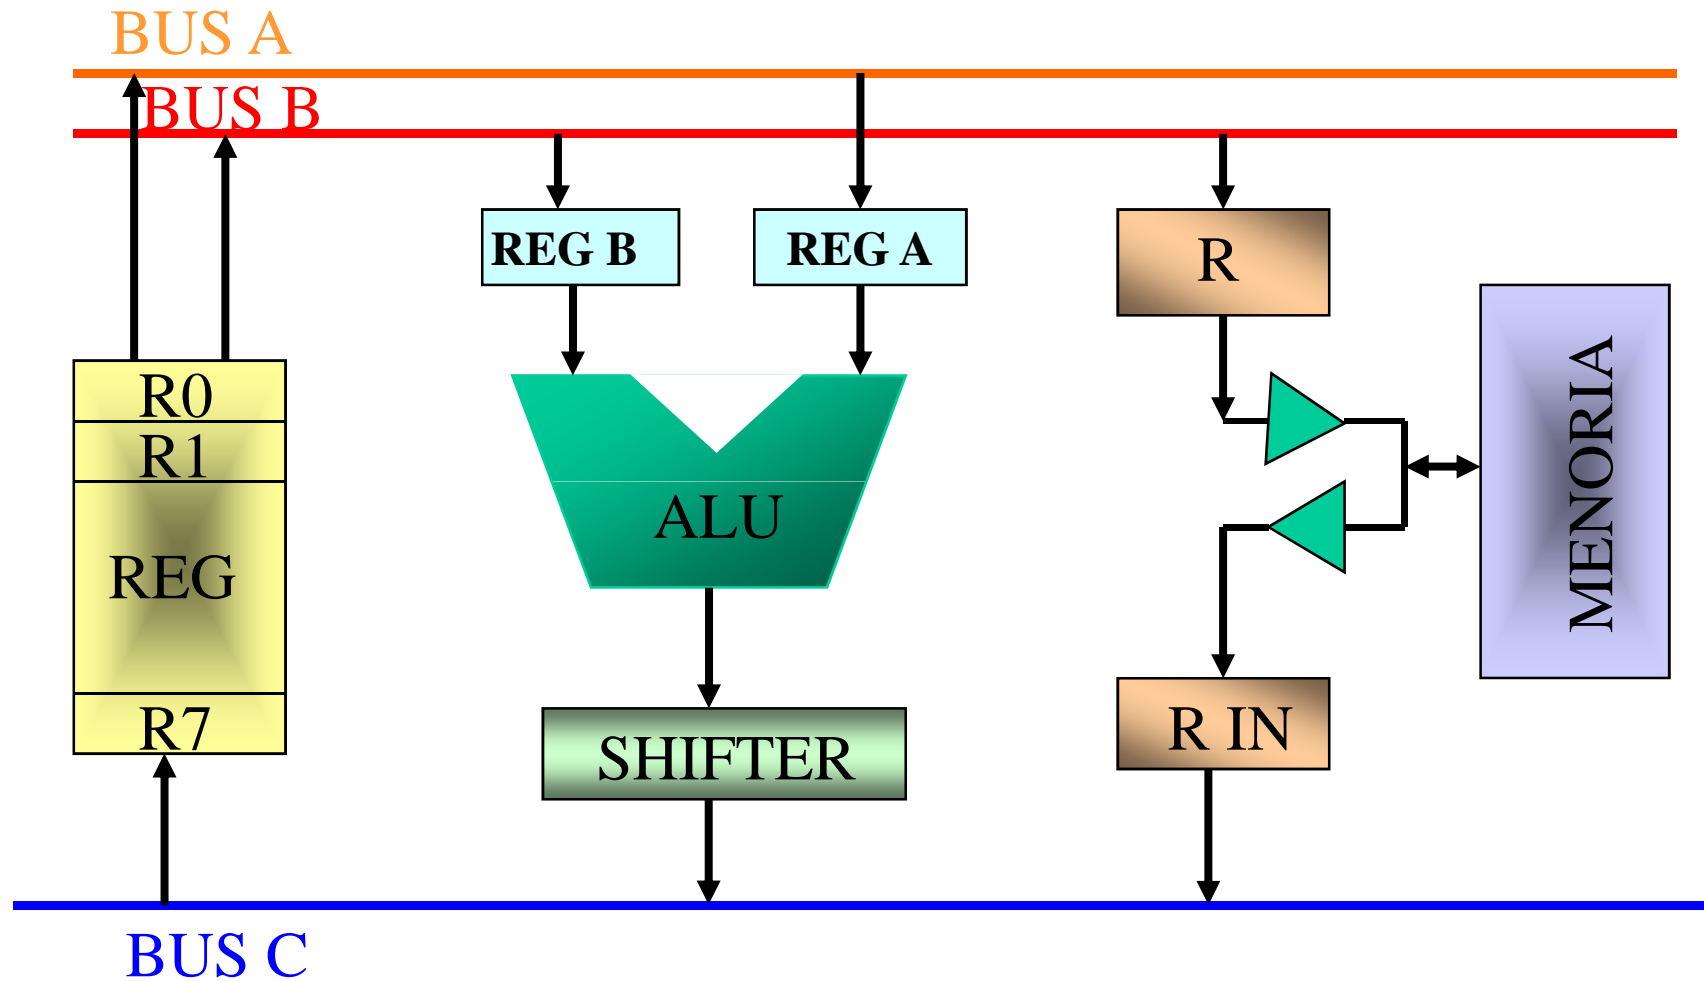 BUS A
BUS B
REG B
REG A
R
R0
R1
REG
R7
ALU
SHIFTER
R IN
MENORIA
BUS C